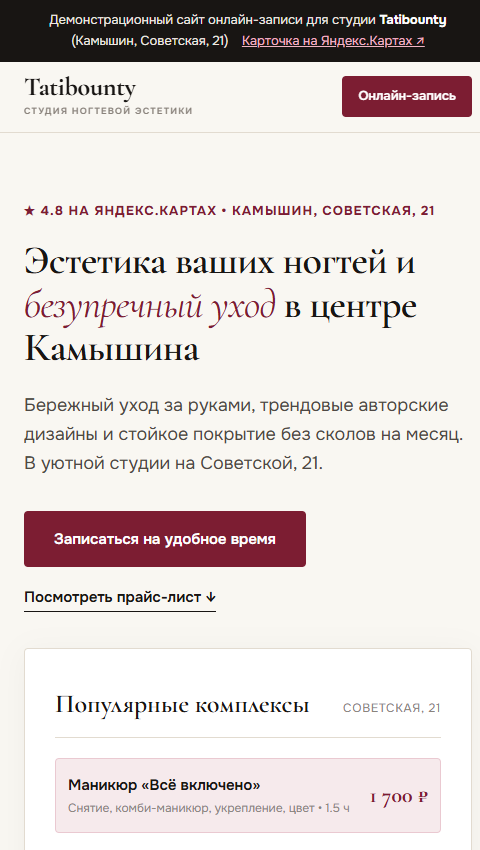 Демонстрационный сайт онлайн-записи для студии Tatibounty
(Камышин, Советская, 21) Карточка на Яндекс.Картах ↗
Tatibounty
СТУДИЯ НОГТЕВОЙ ЭСТЕТИКИ
Онлайн-запись
★ 4.8 НА ЯНДЕКС.КАРТАХ • КАМЫШИН, СОВЕТСКАЯ, 21
Эстетика ваших ногтей и
безупречный уход в центре
Камышина
Бережный уход за руками, трендовые авторские
дизайны и стойкое покрытие без сколов на месяц.
В уютной студии на Советской, 21.
Записаться на удобное время
Посмотреть прайс-лист ↓
Популярные комплексы
СОВЕТСКАЯ, 21
Маникюр «Всё включено»
Снятие, комби-маникюр, укрепление, цвет • 1.5 ч
1 700 ₽